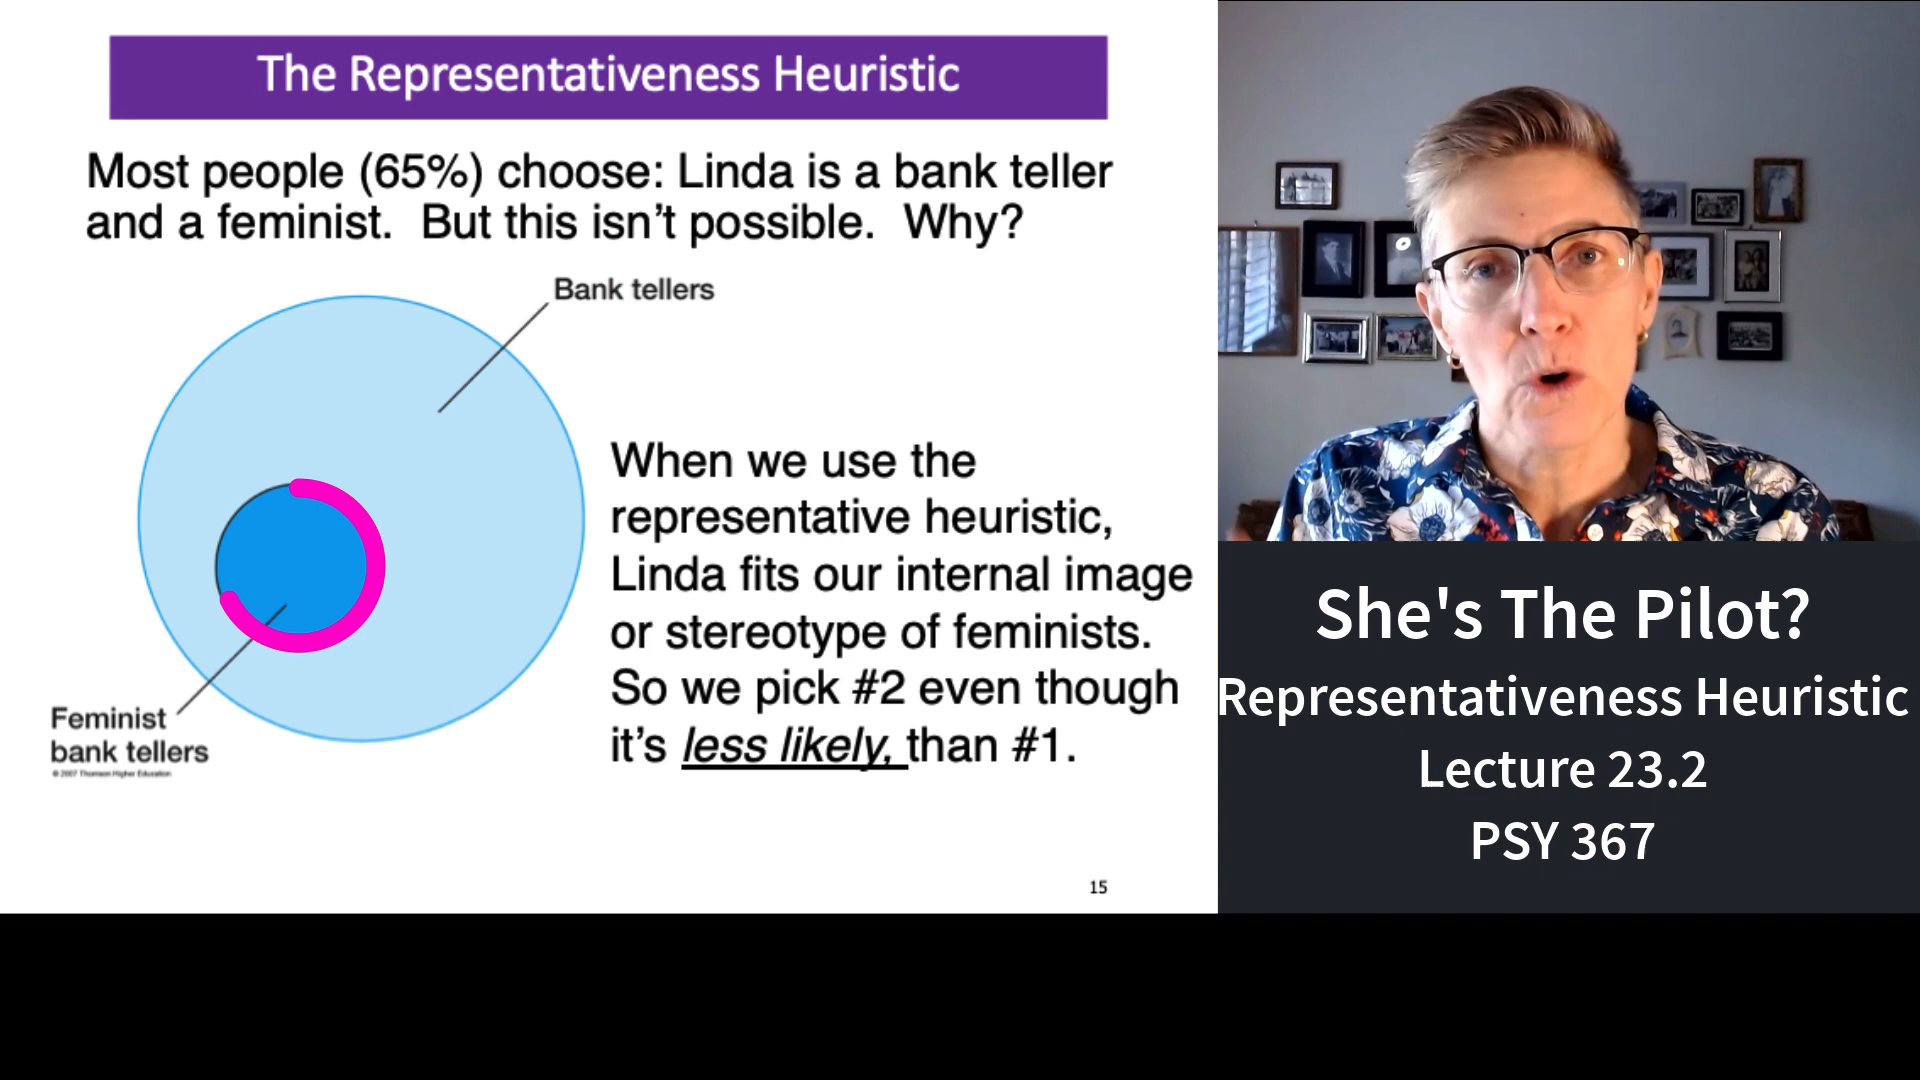 The Representativeness Heuristic
Most people (65%) choose: Linda is a bank teller
and a feminist.  But this isn't possible.  Why?
Bank tellers
When we use the
representative heuristic,
Linda fits our internal image
or stereotype of feminists.
So we pick #2 even though
it's less likely, than #1.
Feminist
bank tellers
© 2007 Thomson Higher Education
15
She's The Pilot?
Representativeness Heuristic
Lecture 23.2
PSY 367